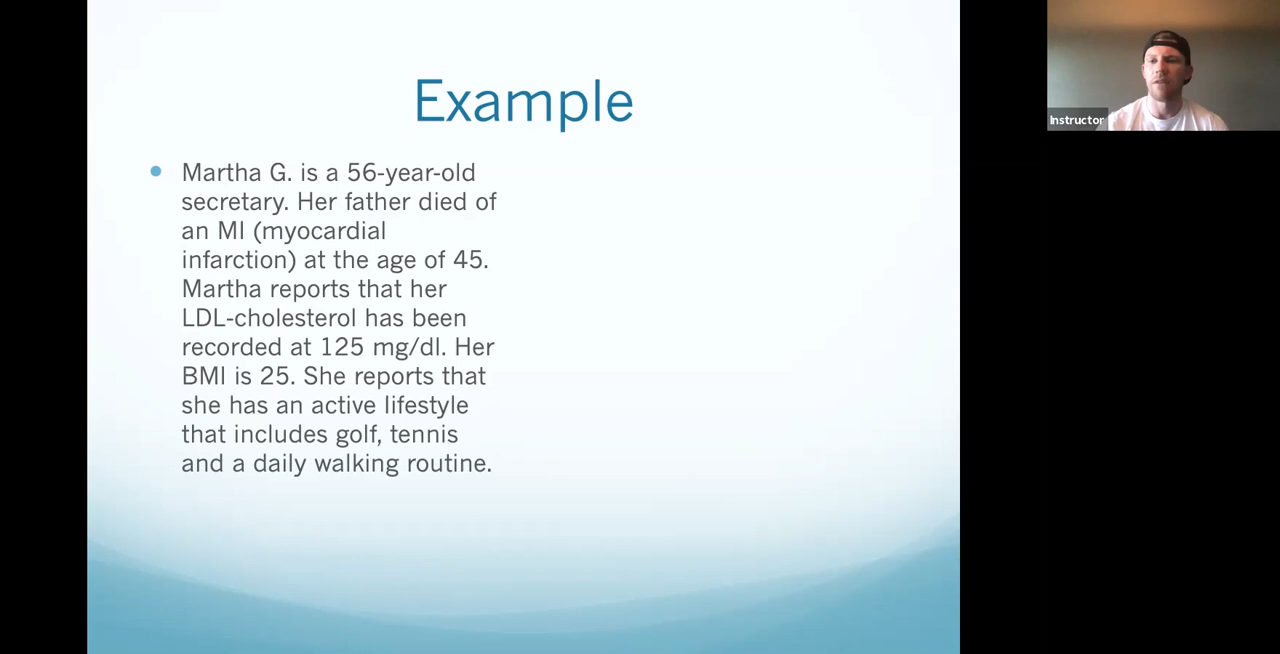 Example
Martha G. is a 56-year-old
secretary. Her father died of
an MI (myocardial
infarction) at the age of 45.
Martha reports that her
LDL-cholesterol has been
recorded at 125 mg/dl. Her
BMI is 25. She reports that
she has an active lifestyle
that includes golf, tennis
and a daily walking routine.
Instructor